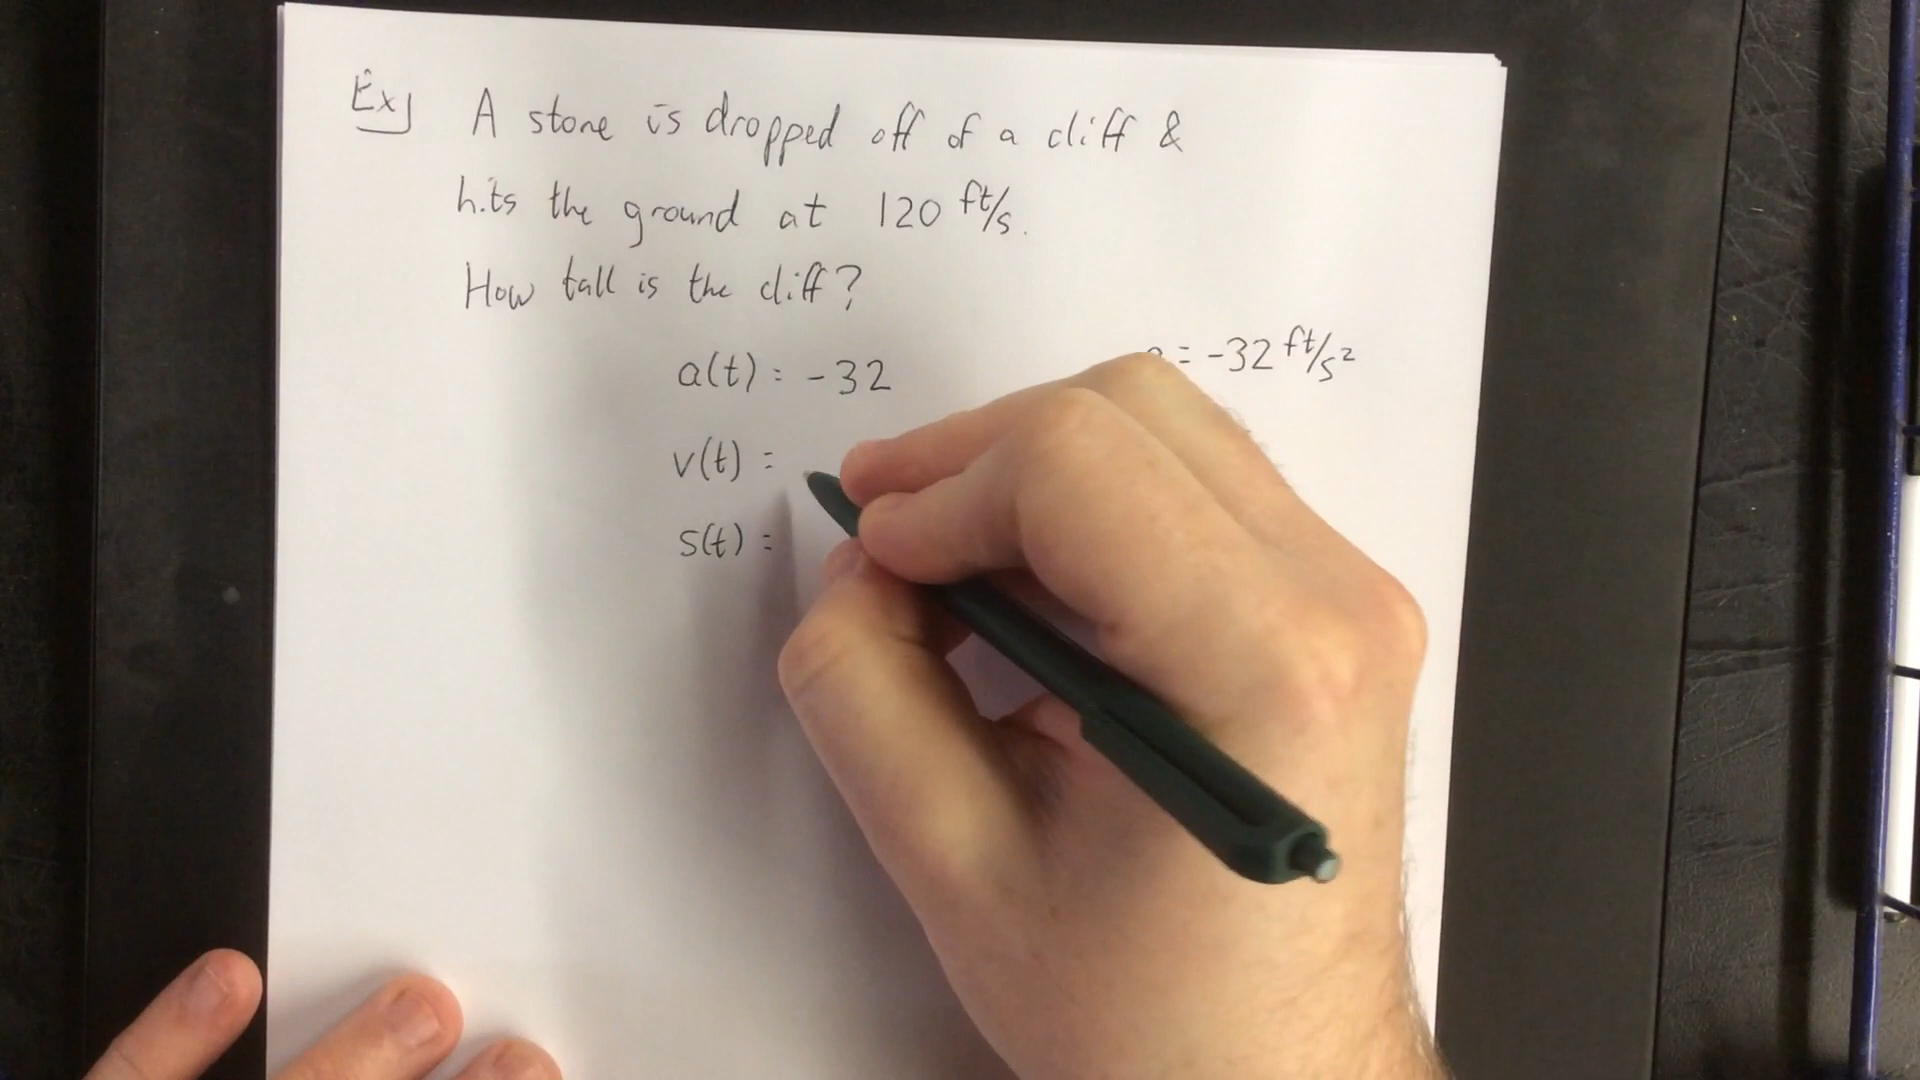 Ex] A stone is dropped off of a cliff &
hits the ground at 120 ft/s.
How tall is the cliff?
a(t) = -32
= -32 ft/s²
v(t) =
s(t) =